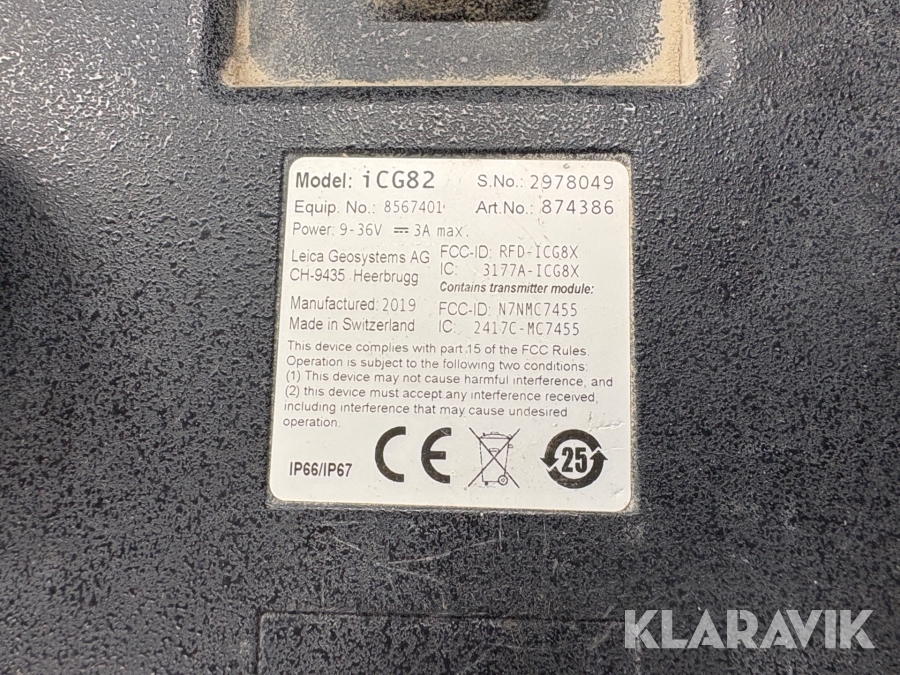 Model: iCG82 S.No.: 2978049
Equip. No.: 8567401 Art.No.: 874386
Power: 9-36V ⎓ 3A max.
Leica Geosystems AG FCC-ID: RFD-ICG8X
CH-9435 Heerbrugg IC: 3177A-ICG8X
Contains transmitter module:
Manufactured: 2019 FCC-ID: N7NMC7455
Made in Switzerland IC: 2417C-MC7455
This device complies with part 15 of the FCC Rules.
Operation is subject to the following two conditions:
(1) This device may not cause harmful interference, and
(2) this device must accept any interference received,
including interference that may cause undesired
operation.
IP66/IP67 CE 25
KLARAVIK